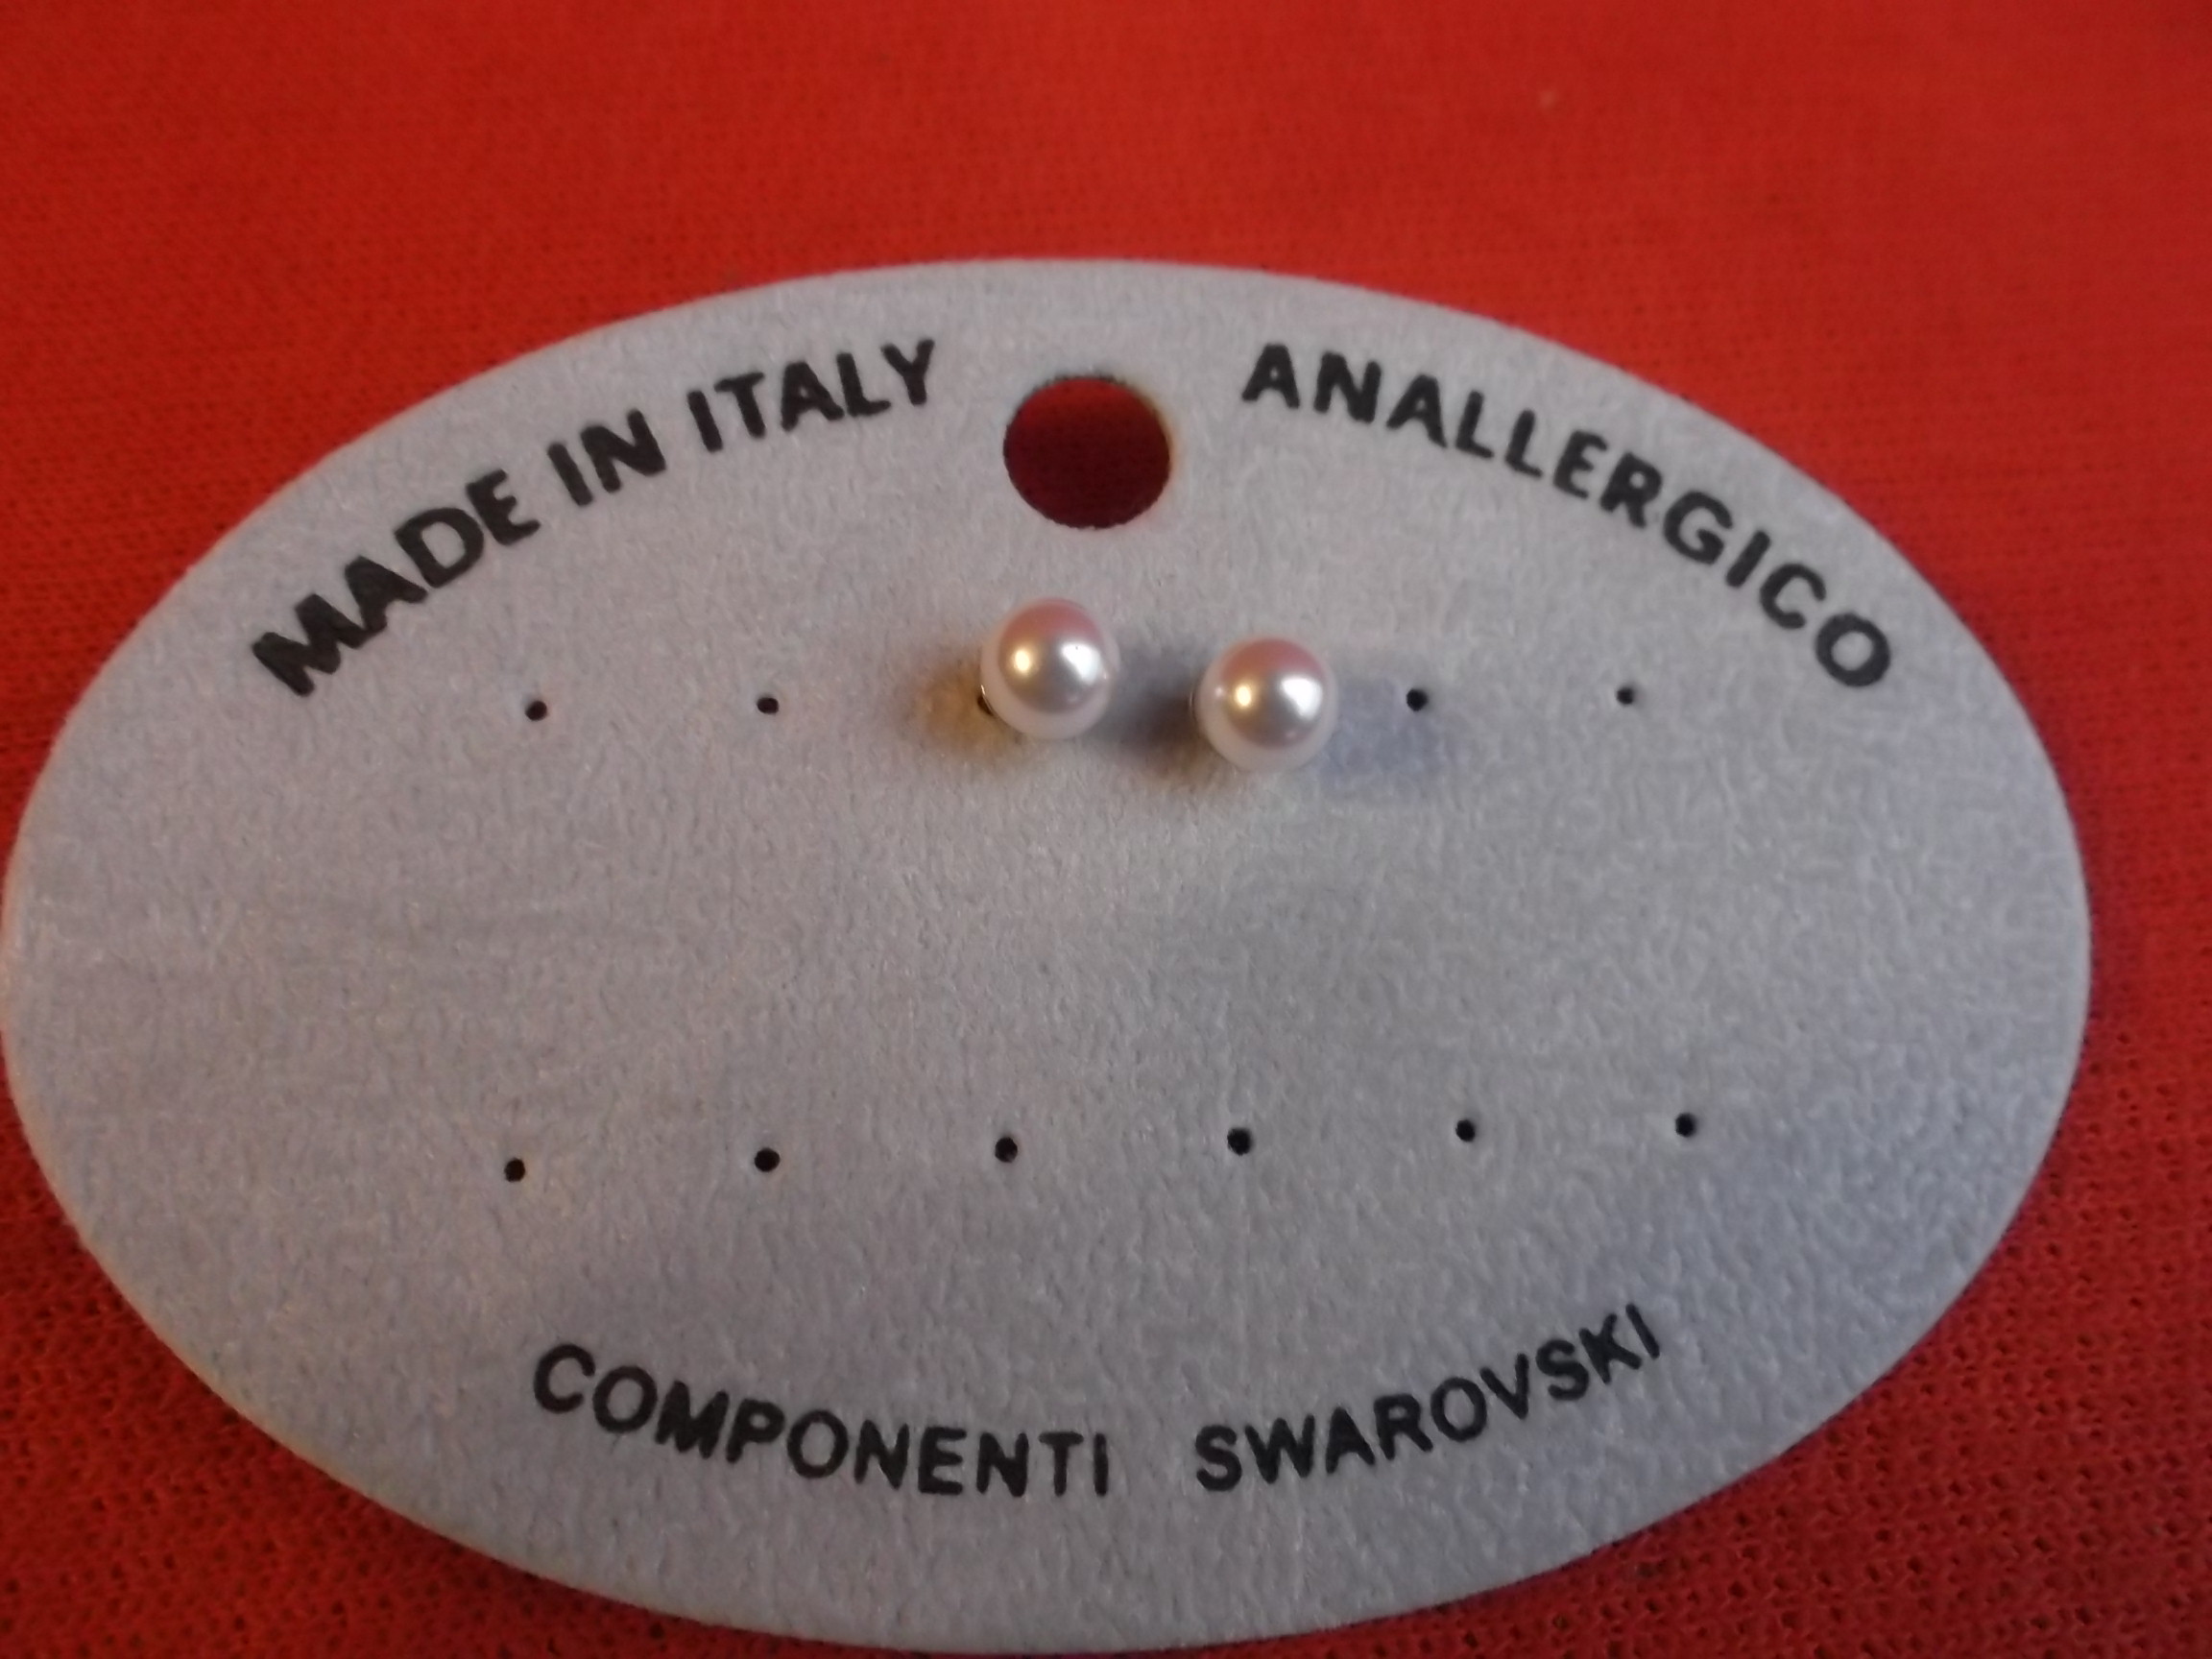 MADE IN ITALY
ANALLERGICO
COMPONENTI SWAROVSKI